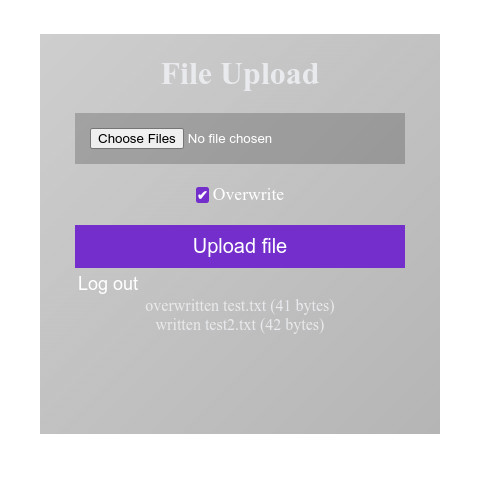 File Upload
Choose Files No file chosen
✔ Overwrite
Upload file
Log out
overwritten test.txt (41 bytes)
written test2.txt (42 bytes)